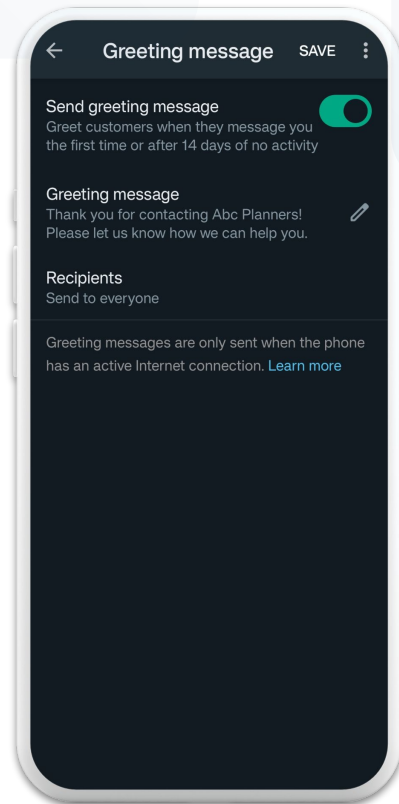 Greeting message SAVE
Send greeting message
Greet customers when they message you
the first time or after 14 days of no activity
Greeting message
Thank you for contacting Abc Planners!
Please let us know how we can help you.
Recipients
Send to everyone
Greeting messages are only sent when the phone
has an active Internet connection. Learn more